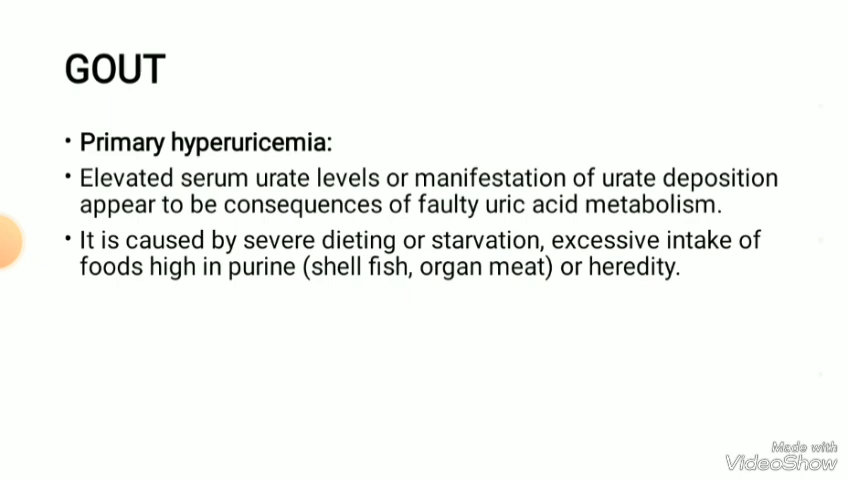 GOUT
• Primary hyperuricemia:
• Elevated serum urate levels or manifestation of urate deposition
appear to be consequences of faulty uric acid metabolism.
• It is caused by severe dieting or starvation, excessive intake of
foods high in purine (shell fish, organ meat) or heredity.
Made with
VideoShow